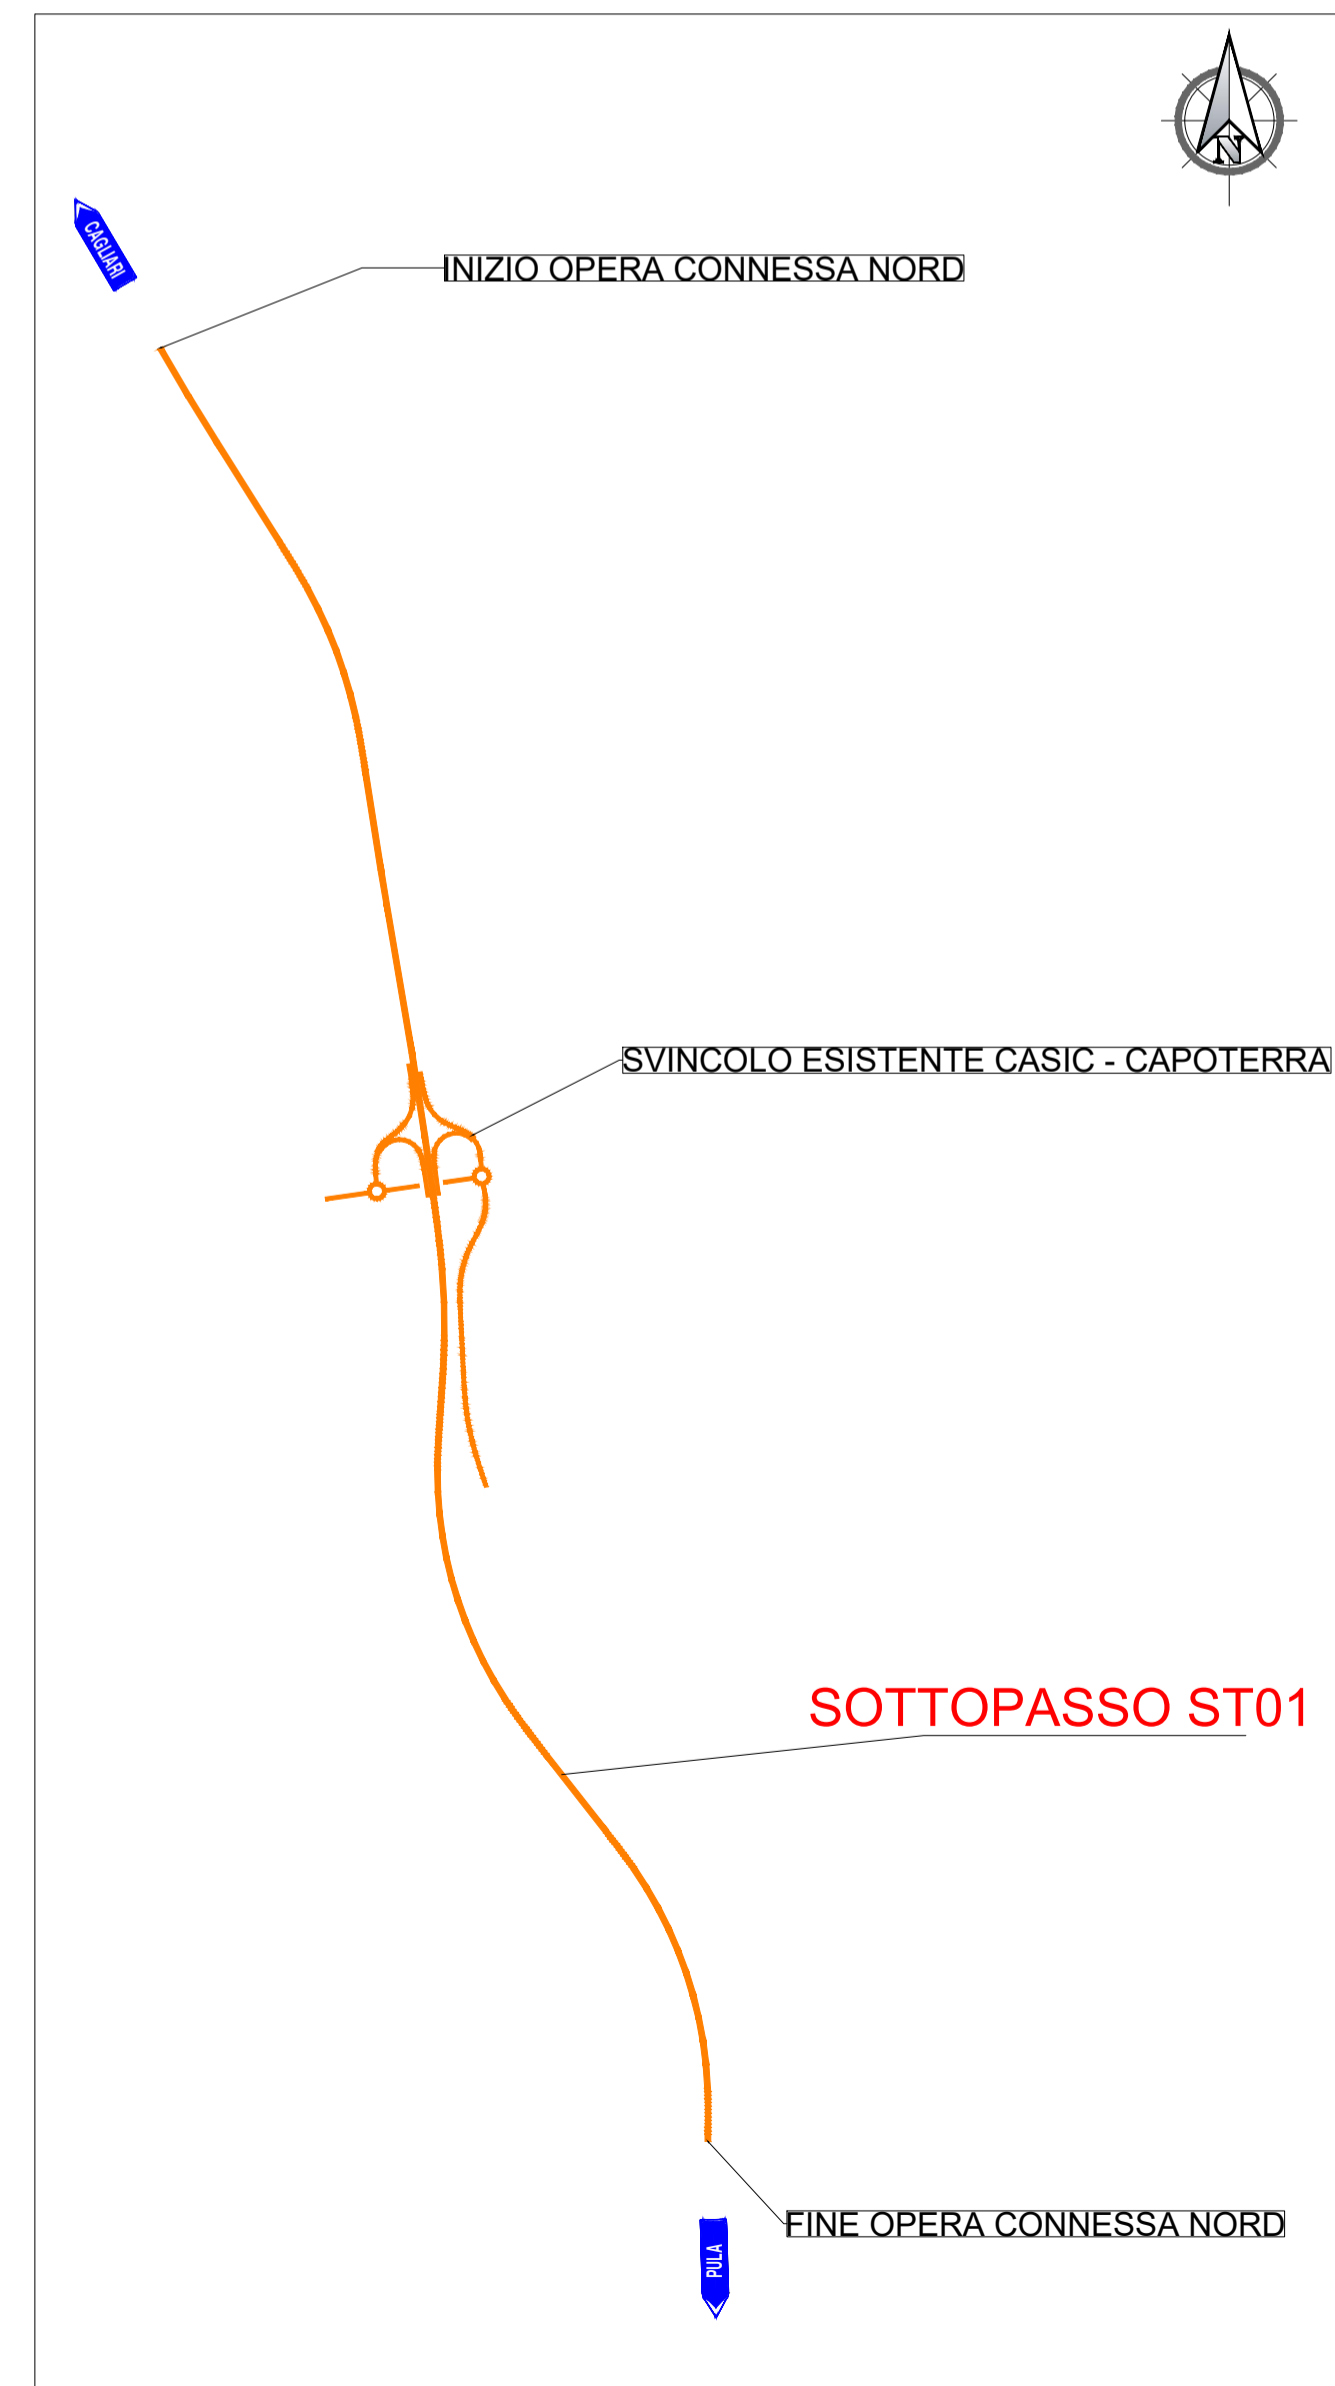 N
CAGLIARI
INIZIO OPERA CONNESSA NORD
SVINCOLO ESISTENTE CASIC - CAPOTERRA
SOTTOPASSO ST01
FINE OPERA CONNESSA NORD
PULA